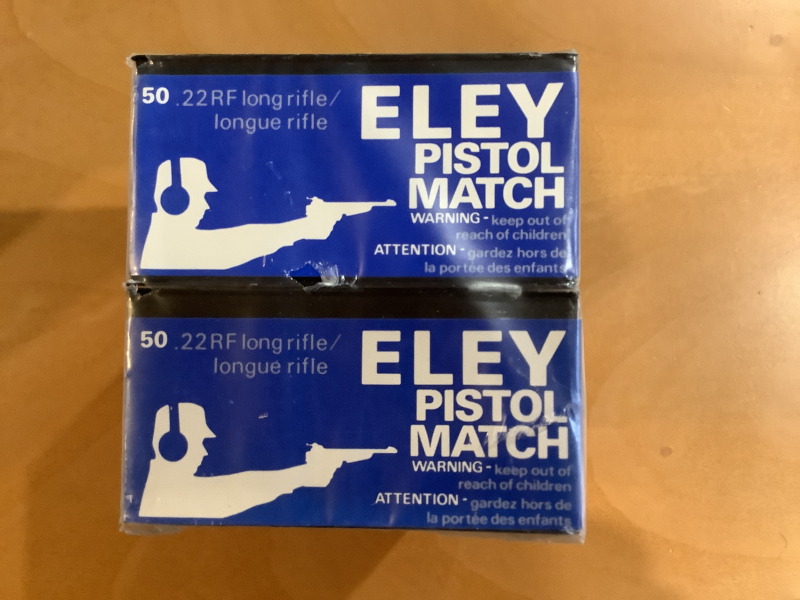 50 .22RF long rifle/
longue rifle
ELEY
PISTOL
MATCH
WARNING - keep out of
reach of children
ATTENTION - gardez hors de
la portée des enfants
50 .22RF long rifle/
longue rifle
ELEY
PISTOL
MATCH
WARNING - keep out of
reach of children
ATTENTION - gardez hors de
la portée des enfants